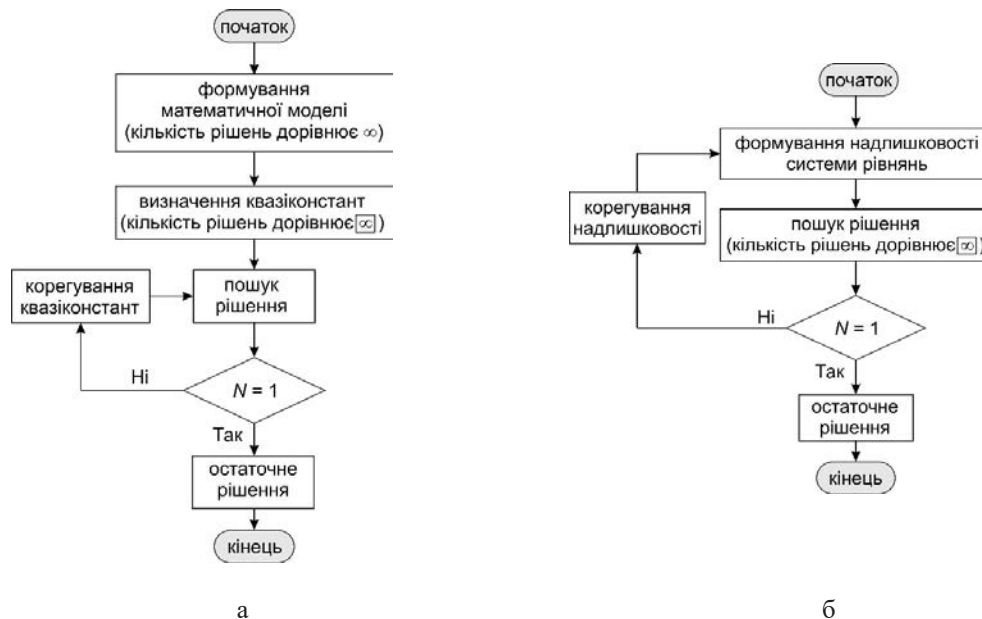 початок
формування
математичної моделі
(кількість рішень дорівнює ∞)
визначення квазіконстант
(кількість рішень дорівнює ∞)
корегування
квазіконстант
пошук
рішення
Ні
N = 1
Так
остаточне
рішення
кінець
а
початок
формування надлишковості
системи рівнянь
корегування
надлишковості
пошук рішення
(кількість рішень дорівнює ∞)
Ні
N = 1
Так
остаточне
рішення
кінець
б